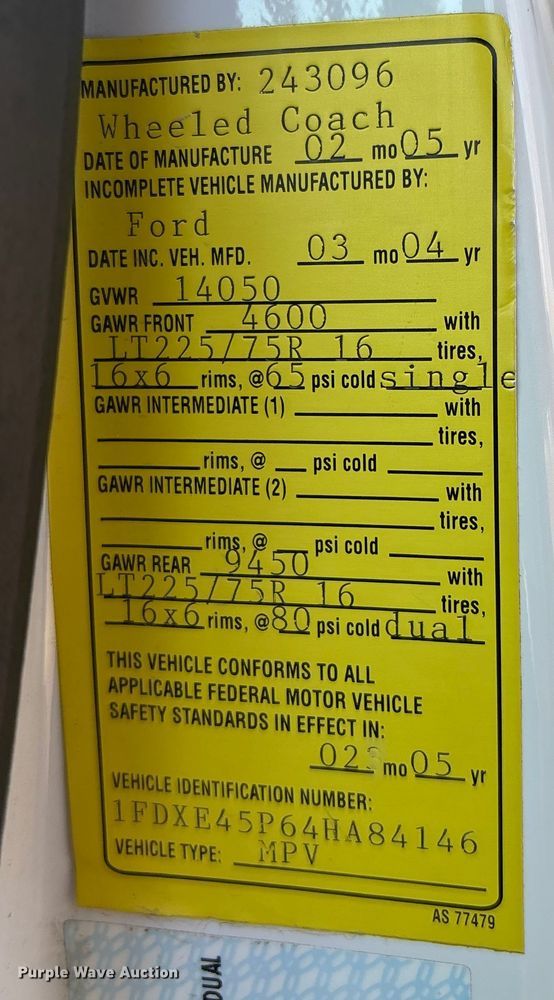 MANUFACTURED BY: 243096
Wheeled Coach
DATE OF MANUFACTURE 02 mo 05 yr
INCOMPLETE VEHICLE MANUFACTURED BY:
Ford
DATE INC. VEH. MFD. 03 mo 04 yr
GVWR 14050
GAWR FRONT 4600 with
LT225/75R 16 tires,
16x6 rims, @ 65 psi cold single
GAWR INTERMEDIATE (1) with
tires,
rims, @ psi cold
GAWR INTERMEDIATE (2) with
tires,
rims, @ psi cold
GAWR REAR 9450 with
LT225/75R 16 tires,
16x6 rims, @ 80 psi cold dual
THIS VEHICLE CONFORMS TO ALL
APPLICABLE FEDERAL MOTOR VEHICLE
SAFETY STANDARDS IN EFFECT IN:
02 mo 05 yr
VEHICLE IDENTIFICATION NUMBER:
1FDXE45P64HA84146
VEHICLE TYPE: MPV
AS 77479
DUAL
Purple Wave Auction